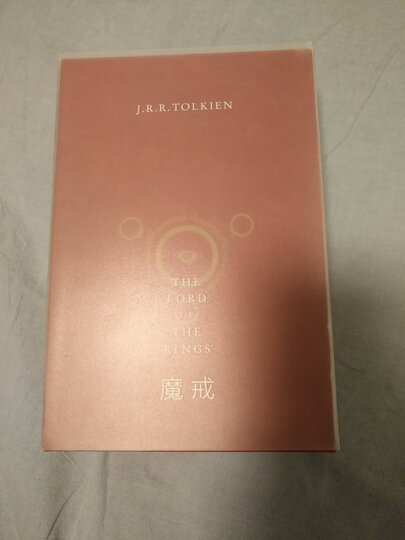 J.R.R.TOLKIEN
THE
LORD
OF
THE
RINGS
魔戒